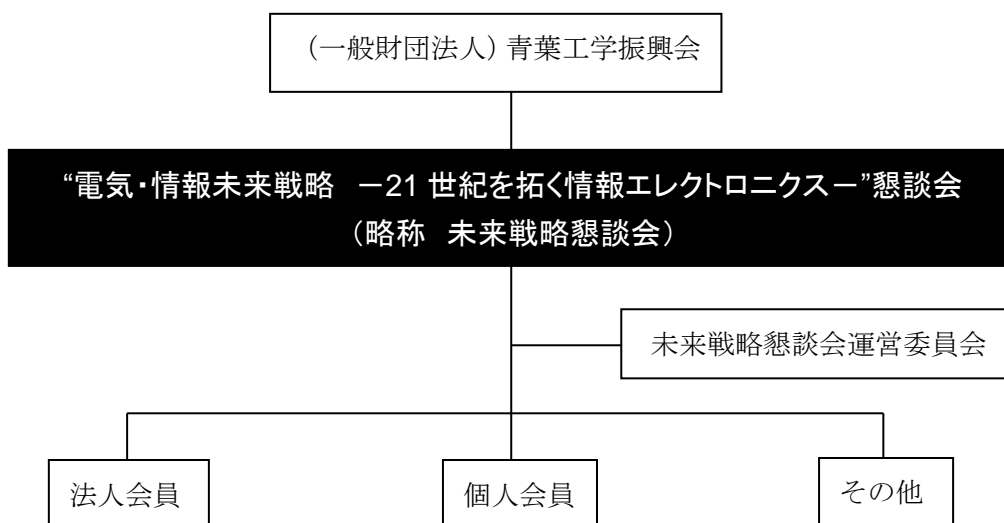 (一般財団法人) 青葉工学振興会
“電気・情報未来戦略　－21 世紀を拓く情報エレクトロニクス－”懇談会
（略称　未来戦略懇談会）
未来戦略懇談会運営委員会
法人会員
個人会員
その他